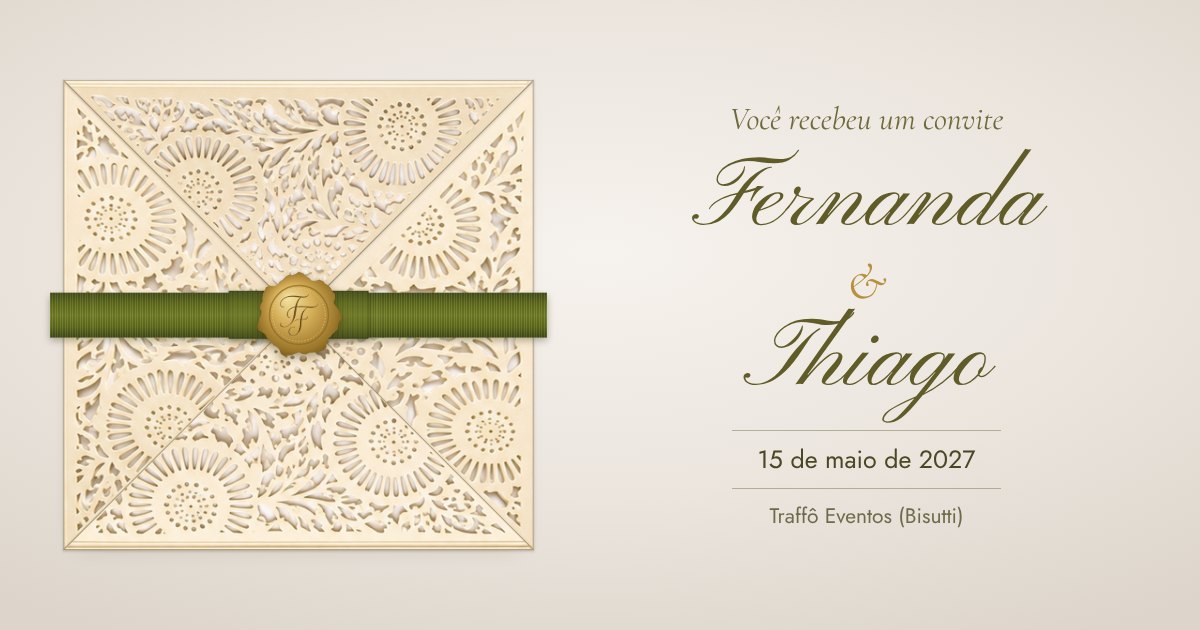 Você recebeu um convite
Fernanda
&
Thiago
15 de maio de 2027
Traffô Eventos (Bisutti)